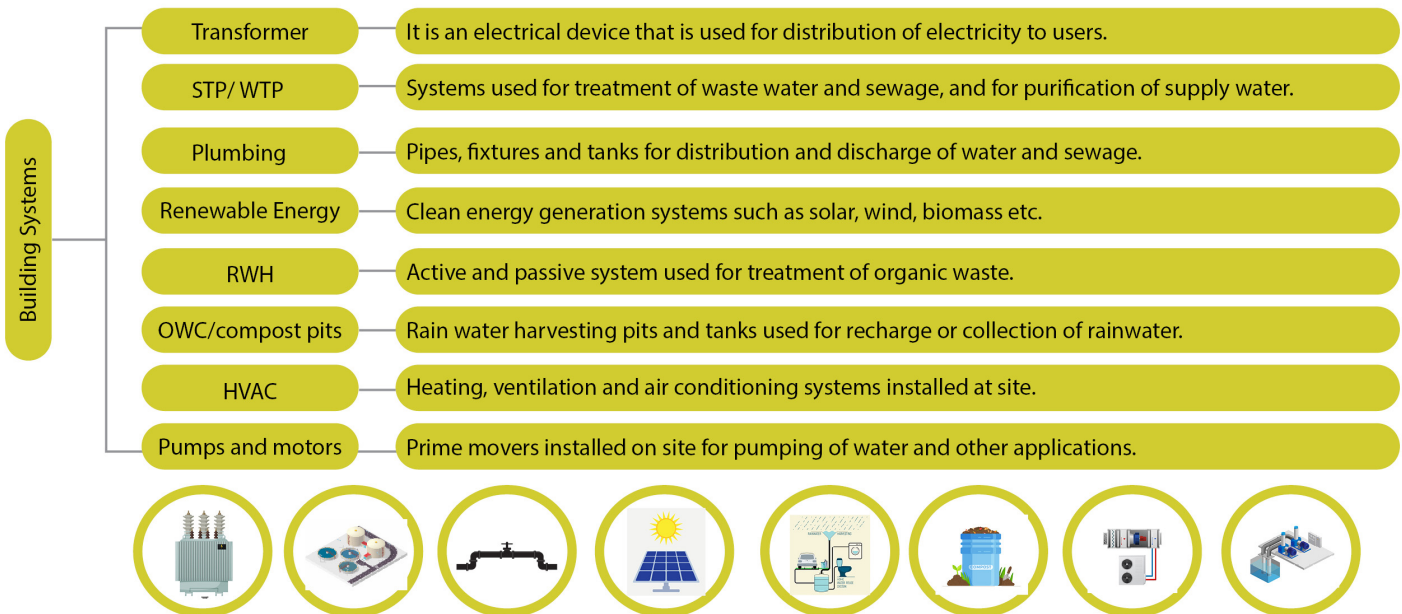 Building Systems
Transformer
It is an electrical device that is used for distribution of electricity to users.
STP/ WTP
Systems used for treatment of waste water and sewage, and for purification of supply water.
Plumbing
Pipes, fixtures and tanks for distribution and discharge of water and sewage.
Renewable Energy
Clean energy generation systems such as solar, wind, biomass etc.
RWH
Active and passive system used for treatment of organic waste.
OWC/compost pits
Rain water harvesting pits and tanks used for recharge or collection of rainwater.
HVAC
Heating, ventilation and air conditioning systems installed at site.
Pumps and motors
Prime movers installed on site for pumping of water and other applications.